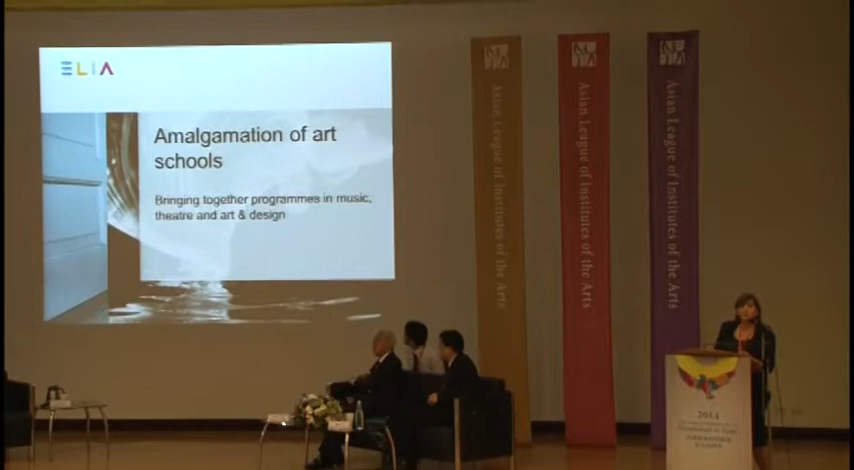 ELIA
Amalgamation of art
schools
Bringing together programmes in music,
theatre and art & design
Asian League of Institutes of the Arts
Asian League of Institutes of the Arts
Asian League of Institutes of the Arts
2014